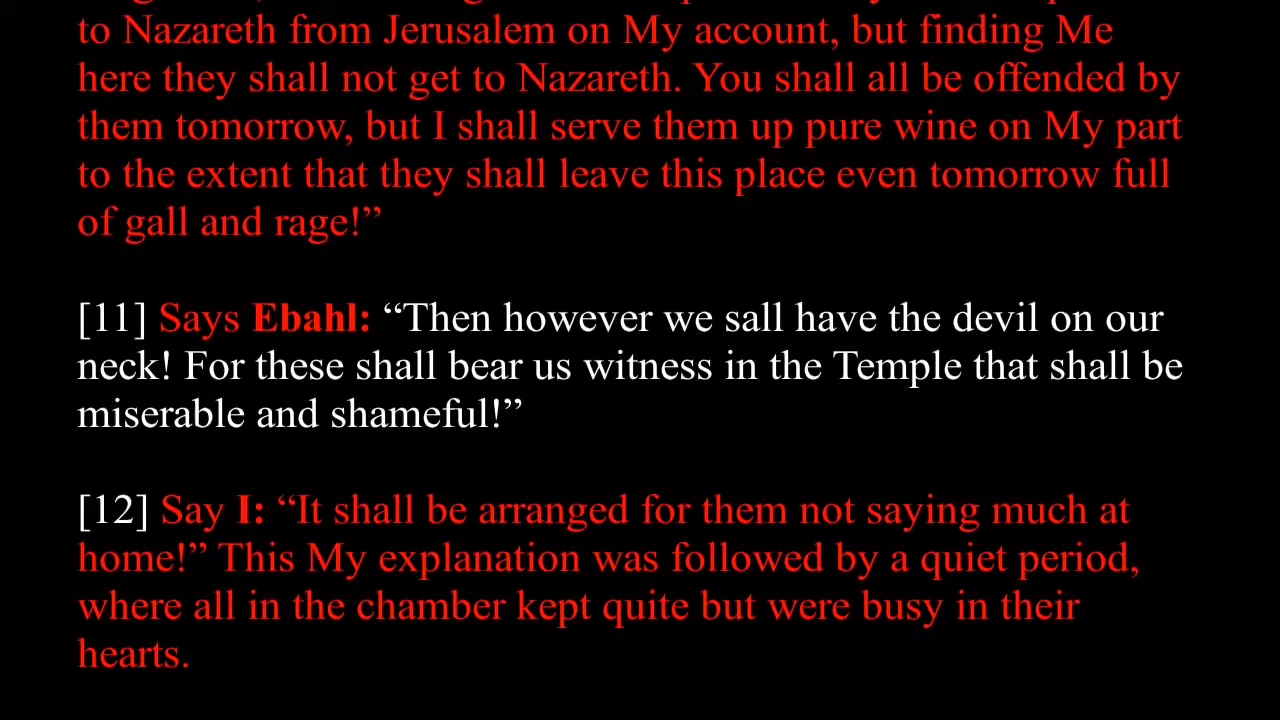 to Nazareth from Jerusalem on My account, but finding Me
here they shall not get to Nazareth. You shall all be offended by
them tomorrow, but I shall serve them up pure wine on My part
to the extent that they shall leave this place even tomorrow full
of gall and rage!”
[11] Says Ebahl: “Then however we sall have the devil on our
neck! For these shall bear us witness in the Temple that shall be
miserable and shameful!”
[12] Say I: “It shall be arranged for them not saying much at
home!” This My explanation was followed by a quiet period,
where all in the chamber kept quite but were busy in their
hearts.